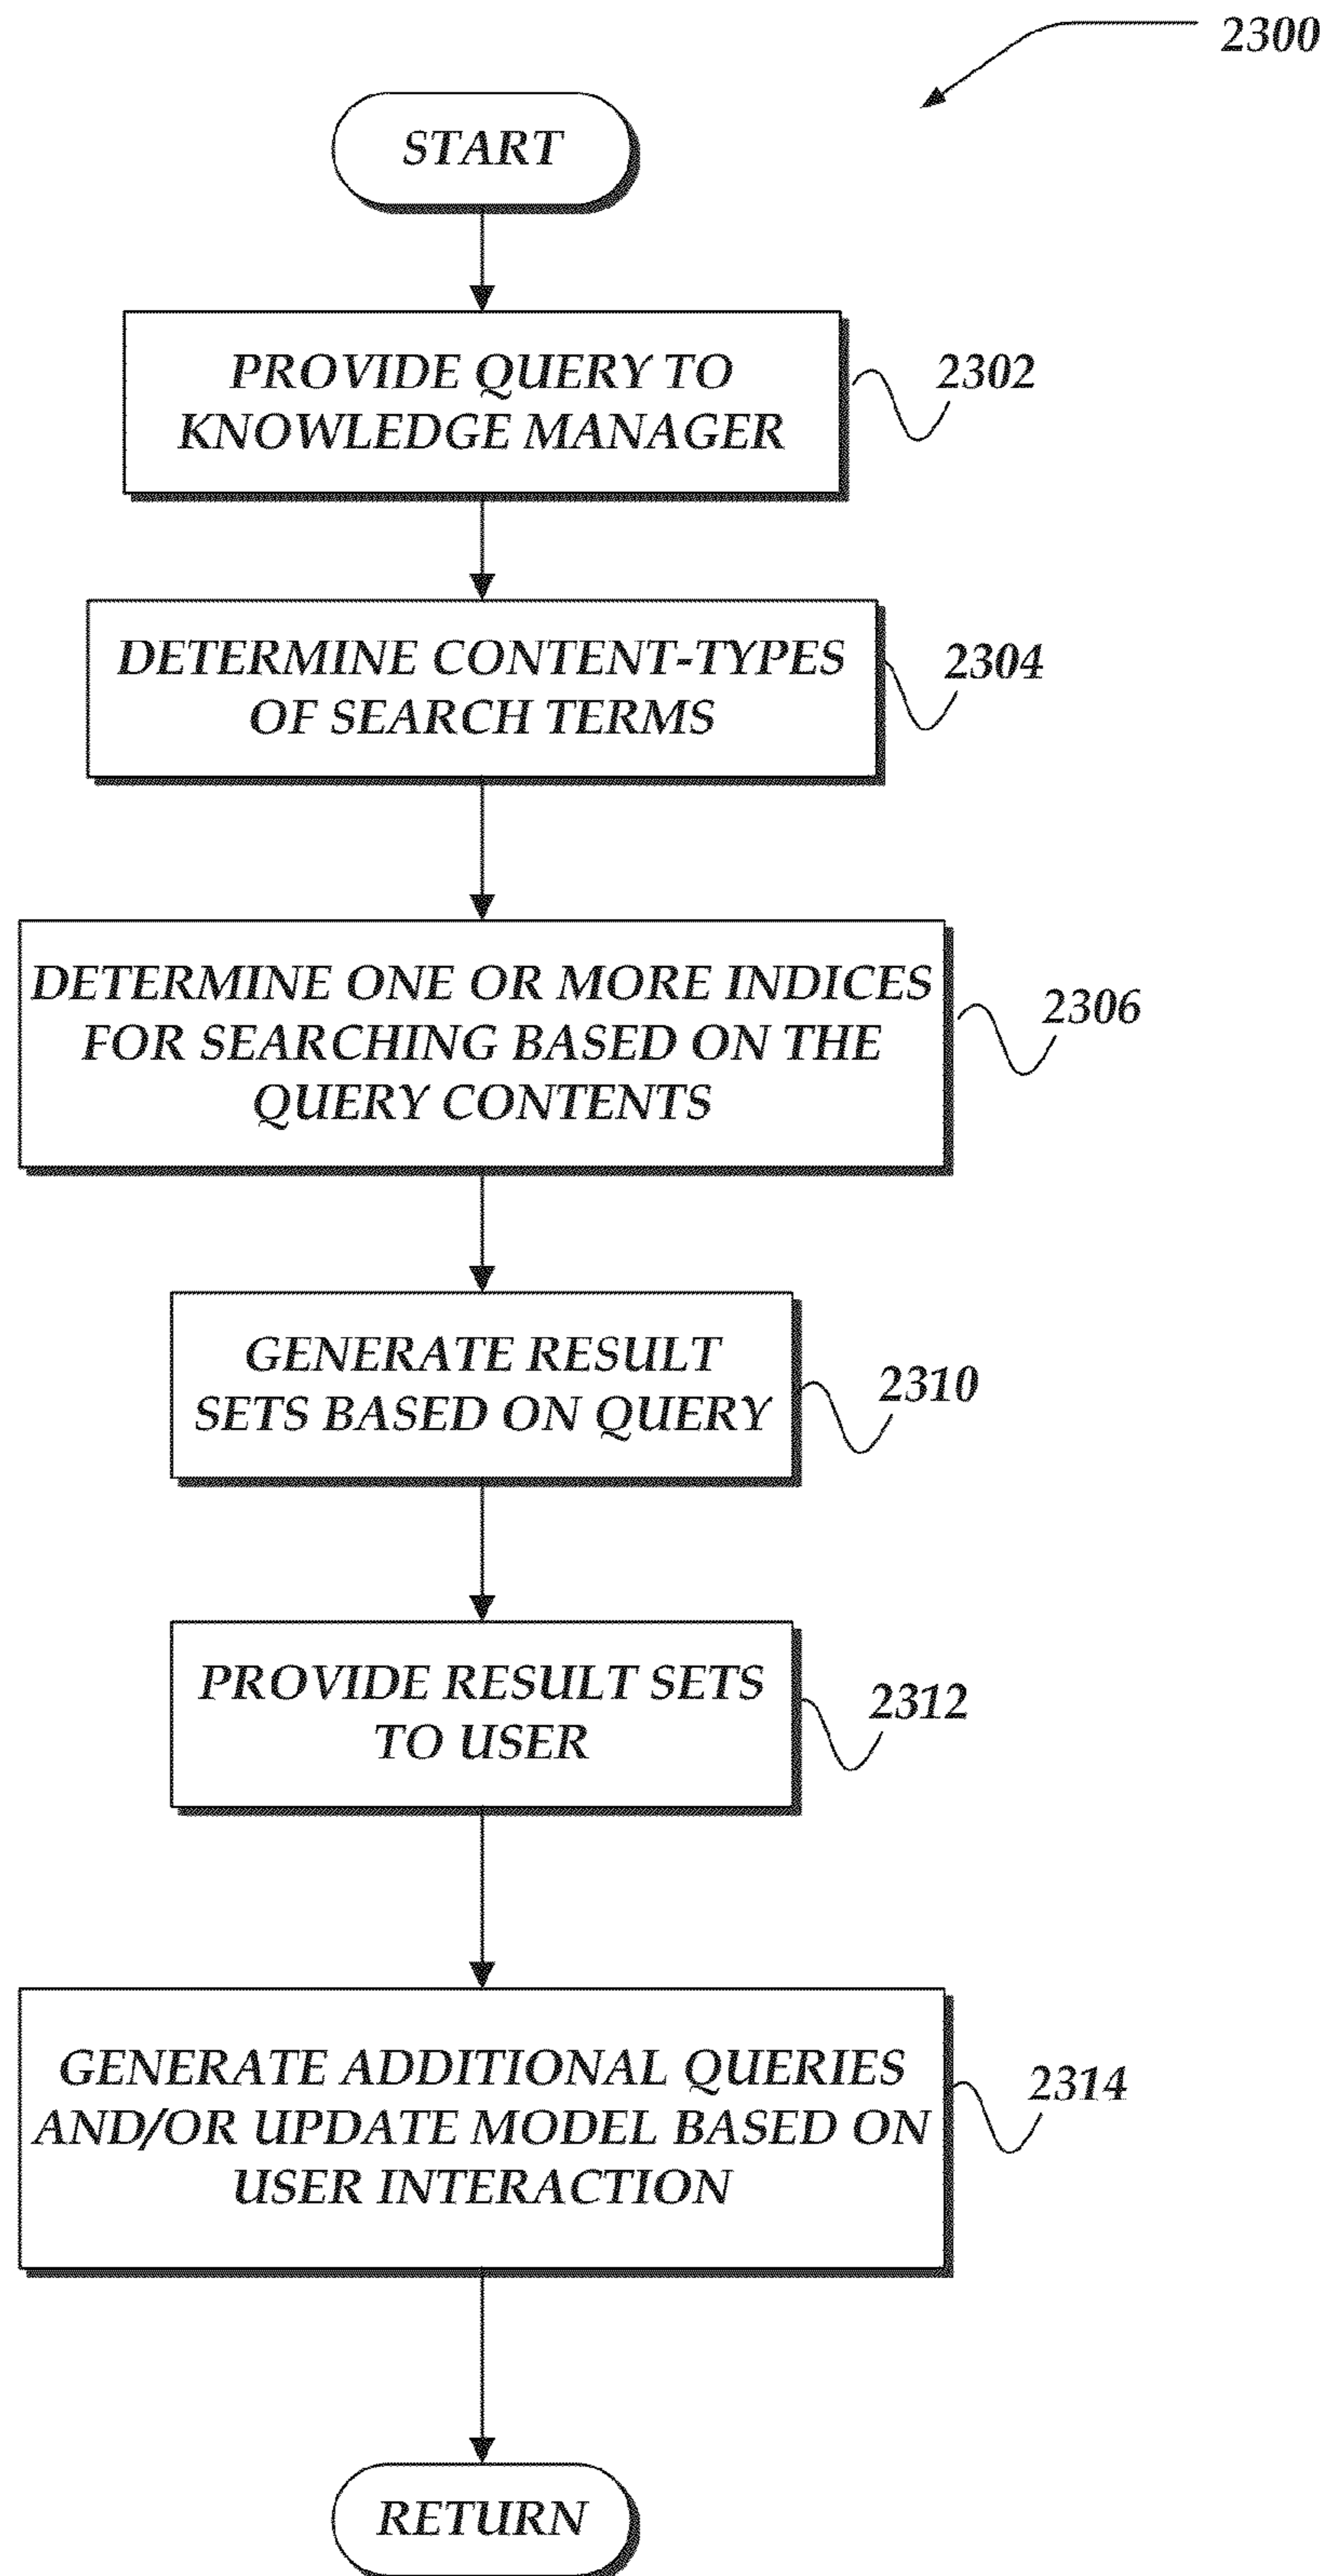 2300
START
PROVIDE QUERY TO
KNOWLEDGE MANAGER
2302
DETERMINE CONTENT-TYPES
OF SEARCH TERMS
2304
DETERMINE ONE OR MORE INDICES
FOR SEARCHING BASED ON THE
QUERY CONTENTS
2306
GENERATE RESULT
SETS BASED ON QUERY
2310
PROVIDE RESULT SETS
TO USER
2312
GENERATE ADDITIONAL QUERIES
AND/OR UPDATE MODEL BASED ON
USER INTERACTION
2314
RETURN